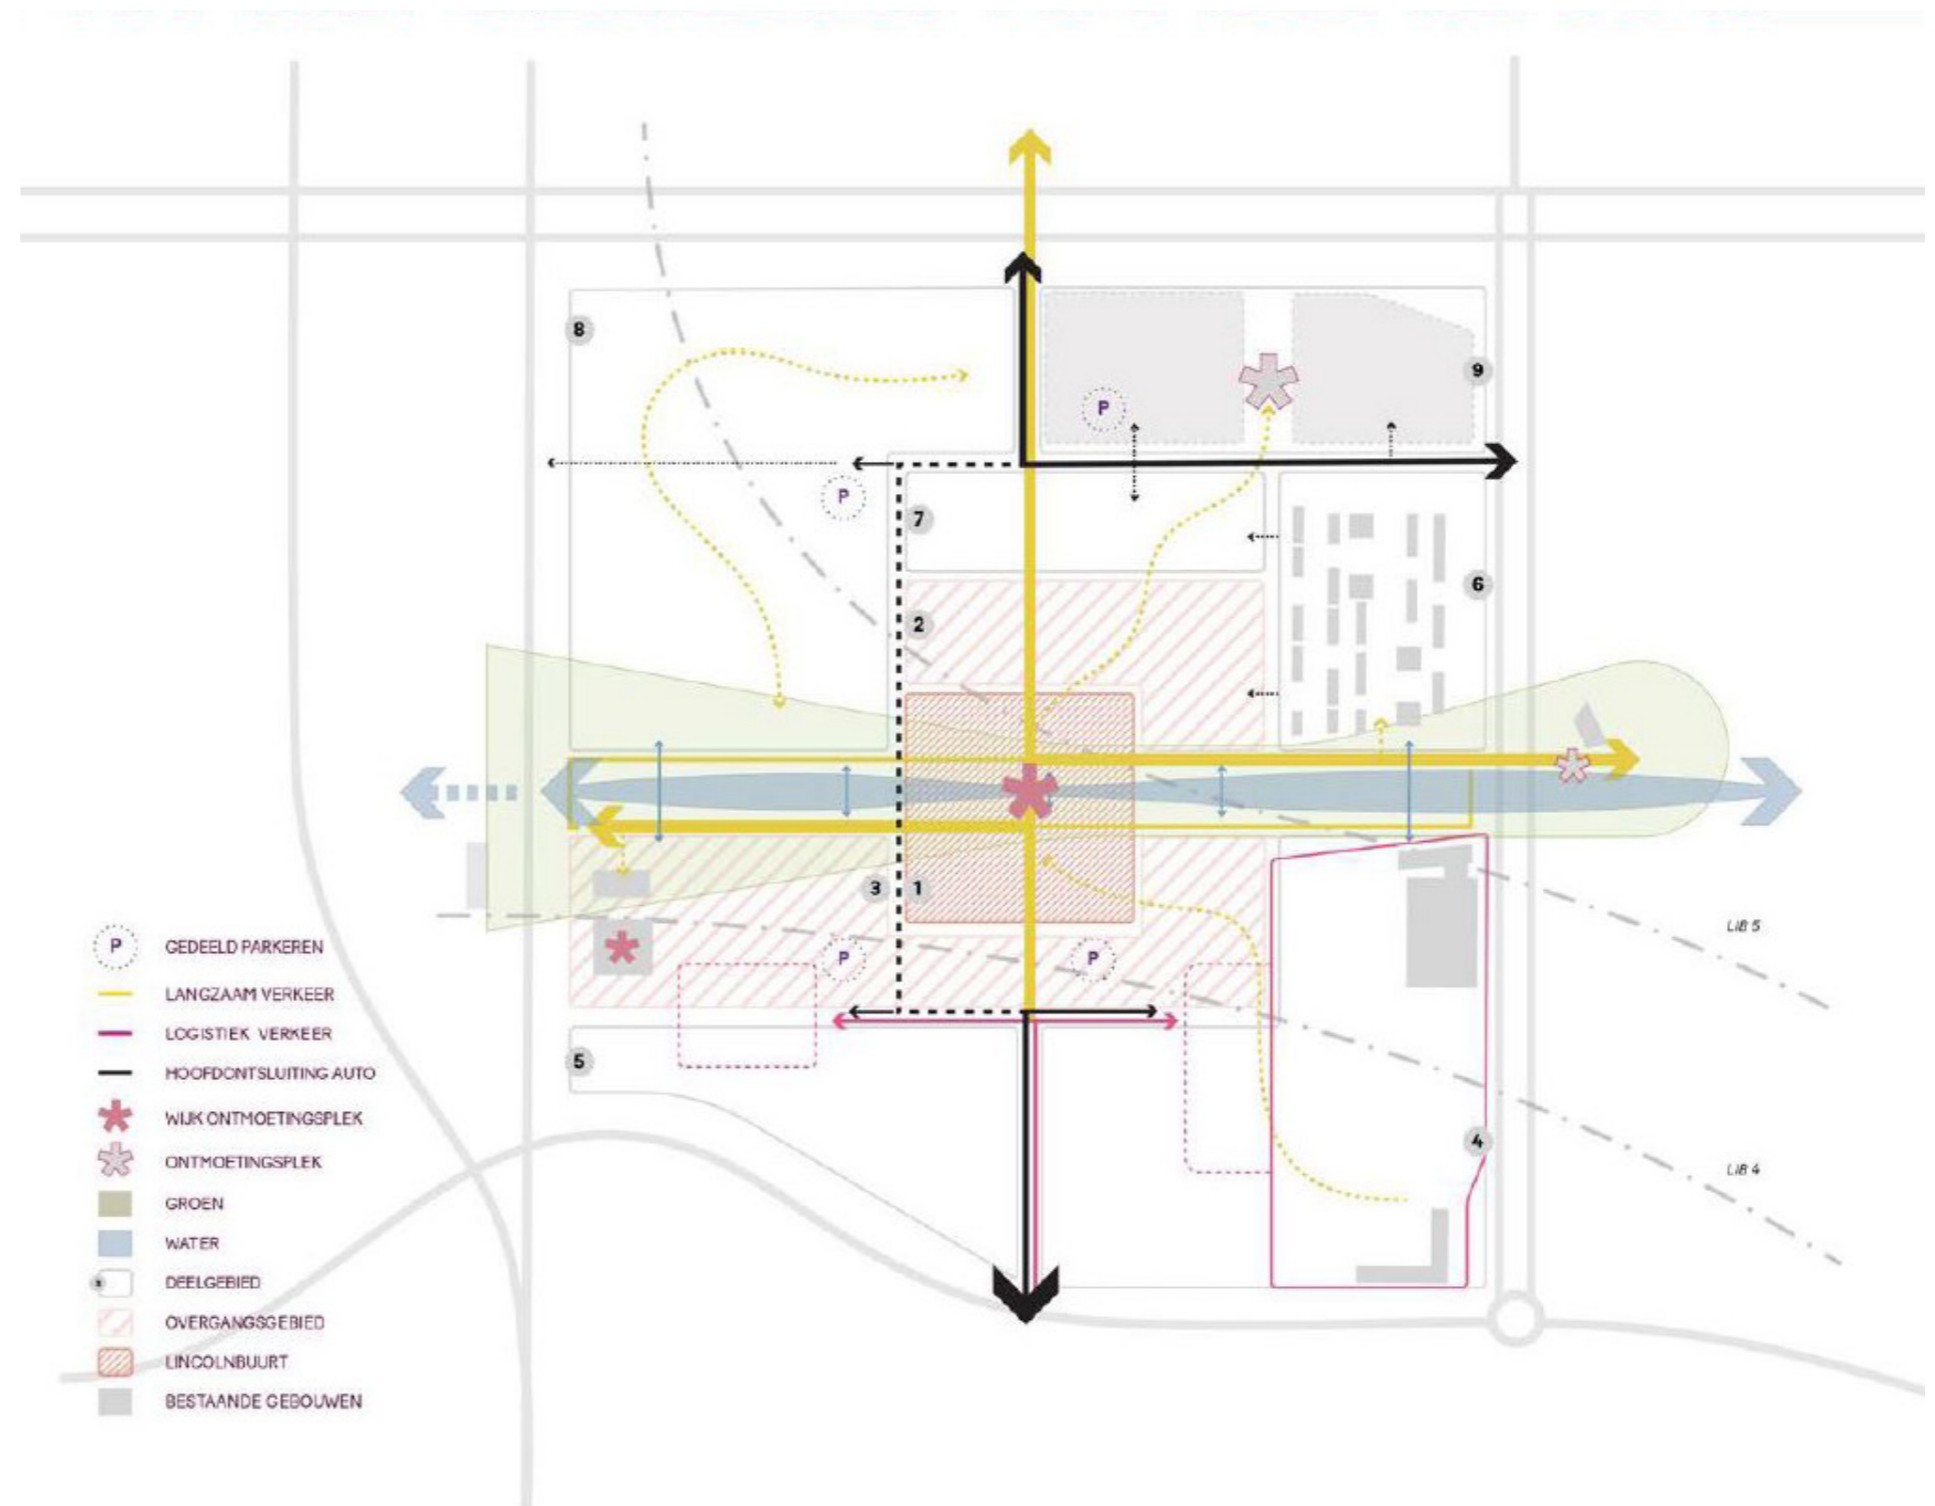 8
9
P
P
7
2
6
3
1
P
P
5
4
LIB 5
LIB 4
P GEDEELD PARKEREN
LANGZAAM VERKEER
LOGISTIEK VERKEER
HOOFDONTSLUITING AUTO
WIJK ONTMOETINGSPLEK
ONTMOETINGSPLEK
GROEN
WATER
DEELGEBIED
OVERGANGSGEBIED
LINCOLNBUURT
BESTAANDE GEBOUWEN